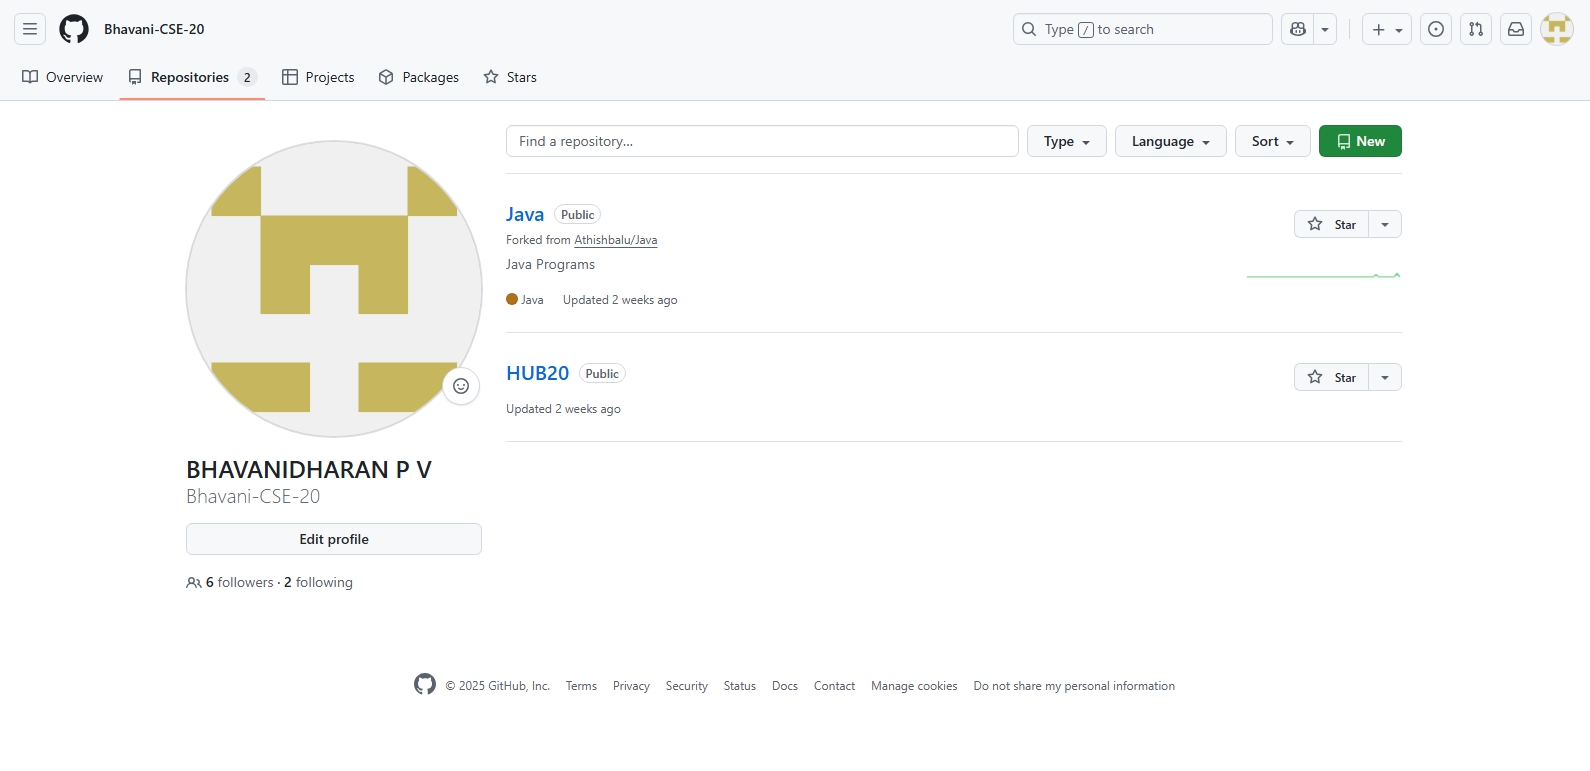 Bhavani-CSE-20
Type / to search
Overview Repositories 2 Projects Packages Stars
Find a repository... Type Language Sort New
Java Public
Star
Forked from Athishbalu/Java
Java Programs
Java Updated 2 weeks ago
HUB20 Public
Star
Updated 2 weeks ago
BHAVANIDHARAN P V
Bhavani-CSE-20
Edit profile
6 followers · 2 following
© 2025 GitHub, Inc. Terms Privacy Security Status Docs Contact Manage cookies Do not share my personal information